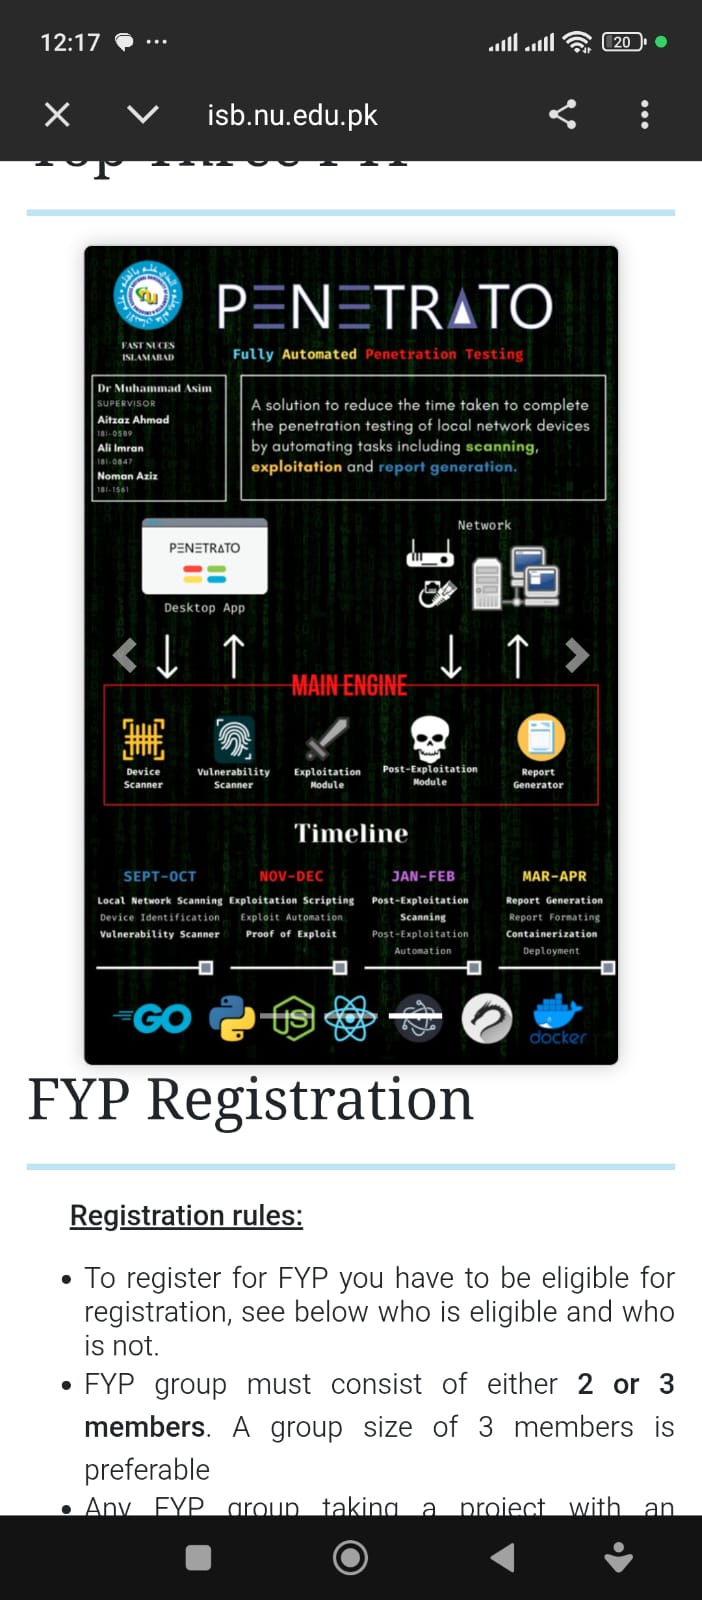 12:17
20
isb.nu.edu.pk
PENETRATO
FAST NUCES
ISLAMABAD
Fully Automated Penetration Testing
Dr Muhammad Asim
SUPERVISOR
Aitzaz Ahmad
18I-0589
Ali Imran
18I-0847
Noman Aziz
18I-1561
A solution to reduce the time taken to complete
the penetration testing of local network devices
by automating tasks including scanning,
exploitation and report generation.
PENETRATO
Desktop App
Network
MAIN ENGINE
Device
Scanner
Vulnerability
Scanner
Exploitation
Module
Post-Exploitation
Module
Report
Generator
Timeline
SEPT-OCT
Local Network Scanning
Device Identification
Vulnerability Scanner
NOV-DEC
Exploitation Scripting
Exploit Automation
Proof of Exploit
JAN-FEB
Post-Exploitation
Scanning
Post-Exploitation
Automation
MAR-APR
Report Generation
Report Formating
Containerization
Deployment
GO
JS
docker
FYP Registration
Registration rules:
• To register for FYP you have to be eligible for
registration, see below who is eligible and who
is not.
• FYP group must consist of either 2 or 3
members. A group size of 3 members is
preferable
• Any FYP group taking a project with an